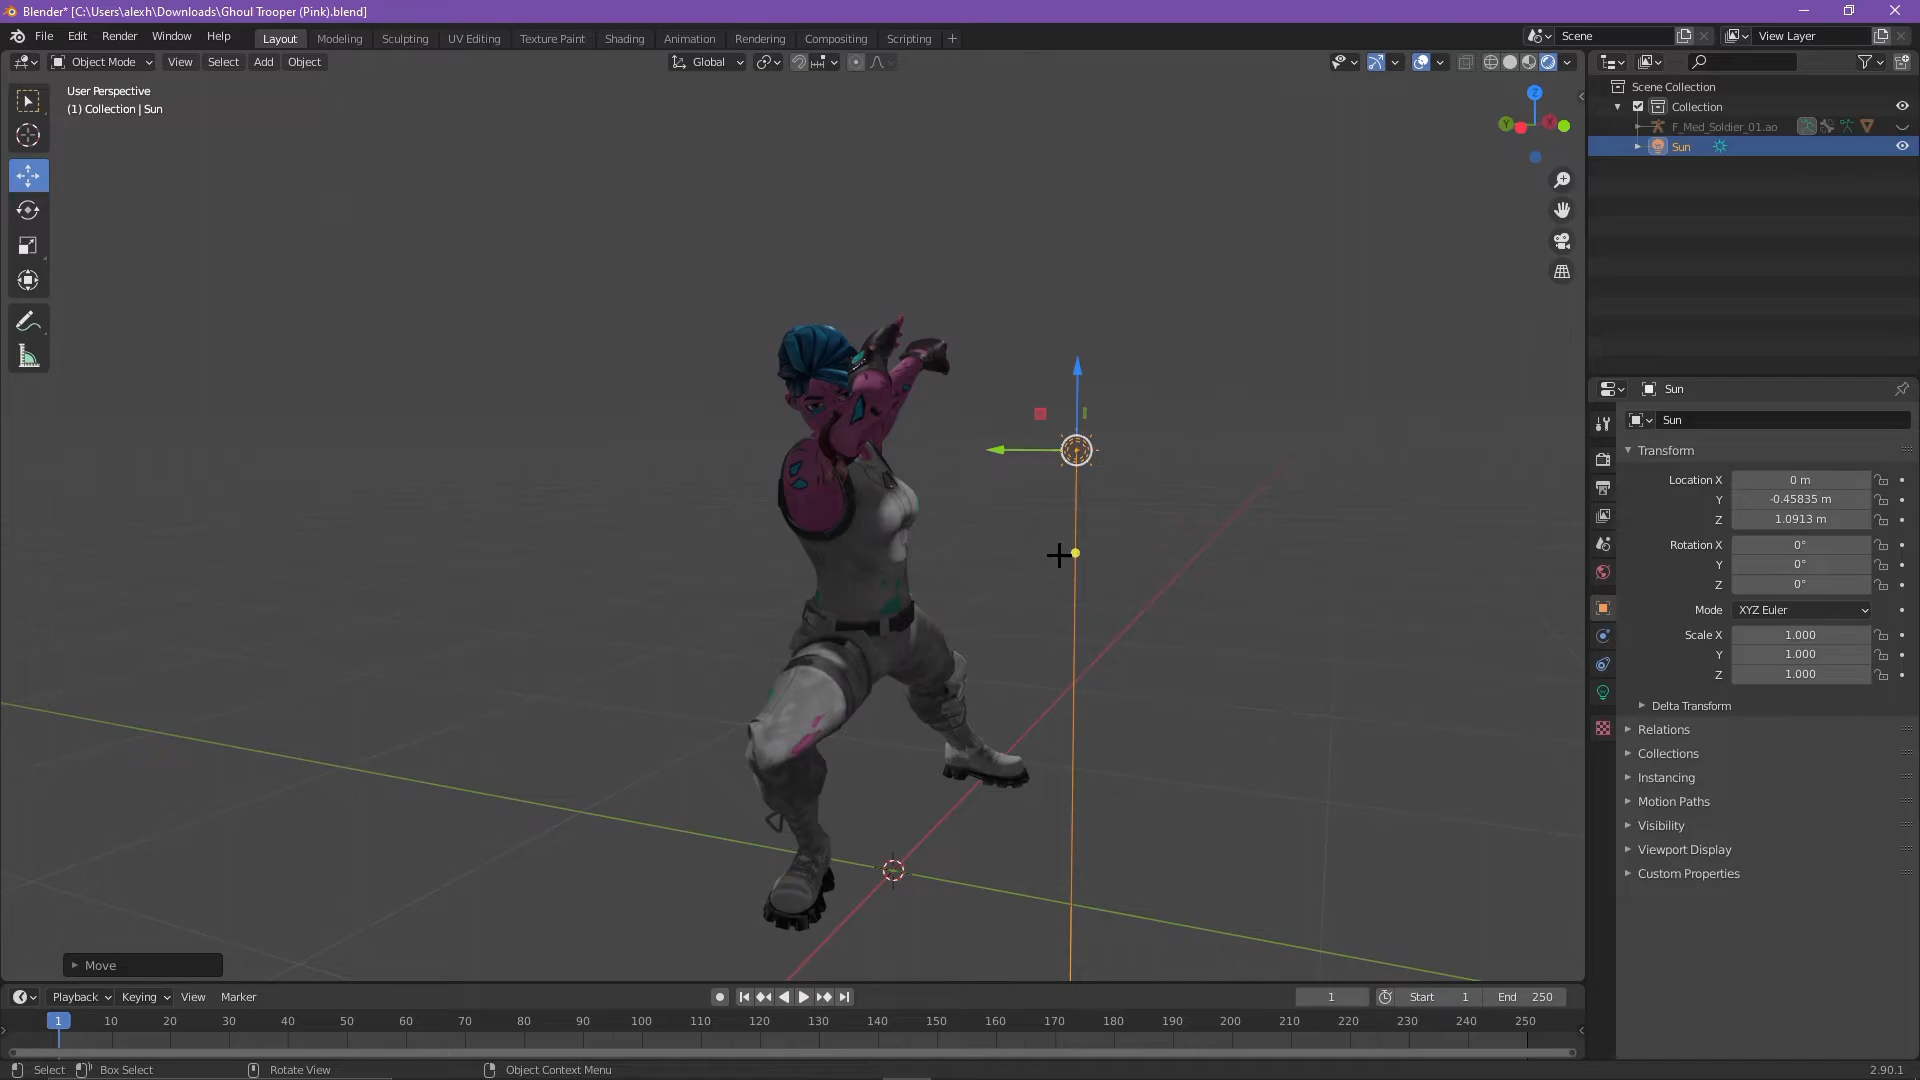 Blender* [C:\Users\alexh\Downloads\Ghoul Trooper (Pink).blend]
File Edit Render Window Help Layout Modeling Sculpting UV Editing Texture Paint Shading Animation Rendering Compositing Scripting + Scene View Layer
Object Mode View Select Add Object Global
User Perspective
(1) Collection | Sun
Z
Y
X
Scene Collection
Collection
F_Med_Soldier_01.ao
Sun
Sun
Sun
Transform
Location X 0 m
Y -0.45835 m
Z 1.0913 m
Rotation X 0°
Y 0°
Z 0°
Mode XYZ Euler
Scale X 1.000
Y 1.000
Z 1.000
Delta Transform
Relations
Collections
Instancing
Motion Paths
Visibility
Viewport Display
Custom Properties
Move
Playback Keying View Marker 1 Start 1 End 250
1 10 20 30 40 50 60 70 80 90 100 110 120 130 140 150 160 170 180 190 200 210 220 230 240 250
Select Box Select Rotate View Object Context Menu 2.90.1